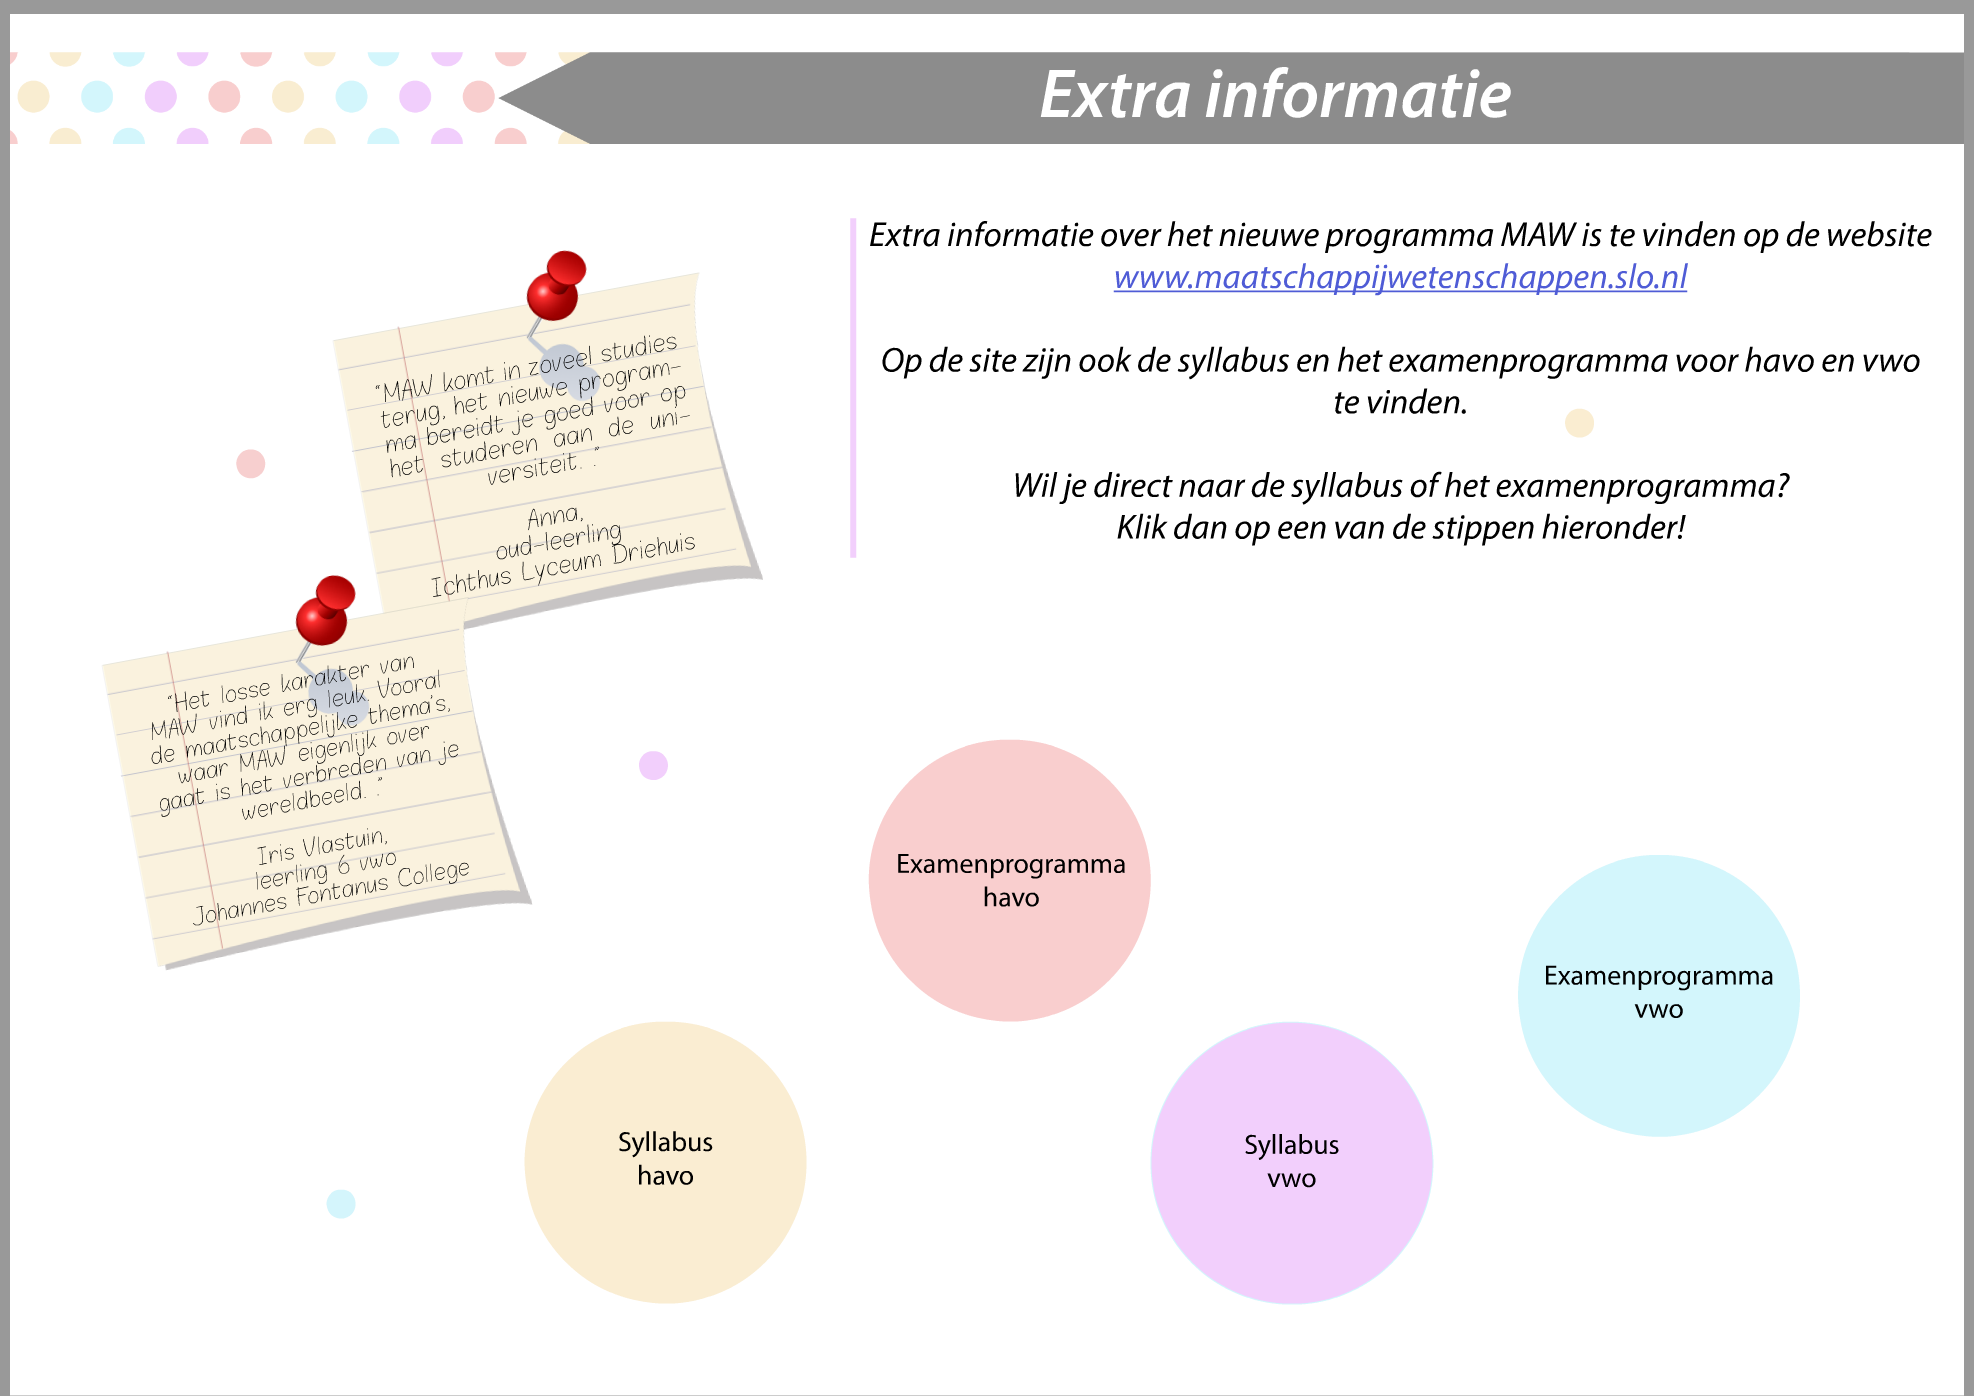 Extra informatie
Extra informatie over het nieuwe programma MAW is te vinden op de website
www.maatschappijwetenschappen.slo.nl
Op de site zijn ook de syllabus en het examenprogramma voor havo en vwo
te vinden.
Wil je direct naar de syllabus of het examenprogramma?
Klik dan op een van de stippen hieronder!
"MAW komt in zoveel studies
terug, het nieuwe program-
ma bereidt je goed voor op
het studeren aan de uni-
versiteit. ."
Anna,
oud-leerling
Ichthus Lyceum Driehuis
"Het losse karakter van
MAW vind ik erg leuk. Vooral
de maatschappelijke thema's,
waar MAW eigenlijk over
gaat is het verbreden van je
wereldbeeld. ."
Iris Vlastuin,
leerling 6 vwo
Johannes Fontanus College
Examenprogramma
havo
Examenprogramma
vwo
Syllabus
havo
Syllabus
vwo